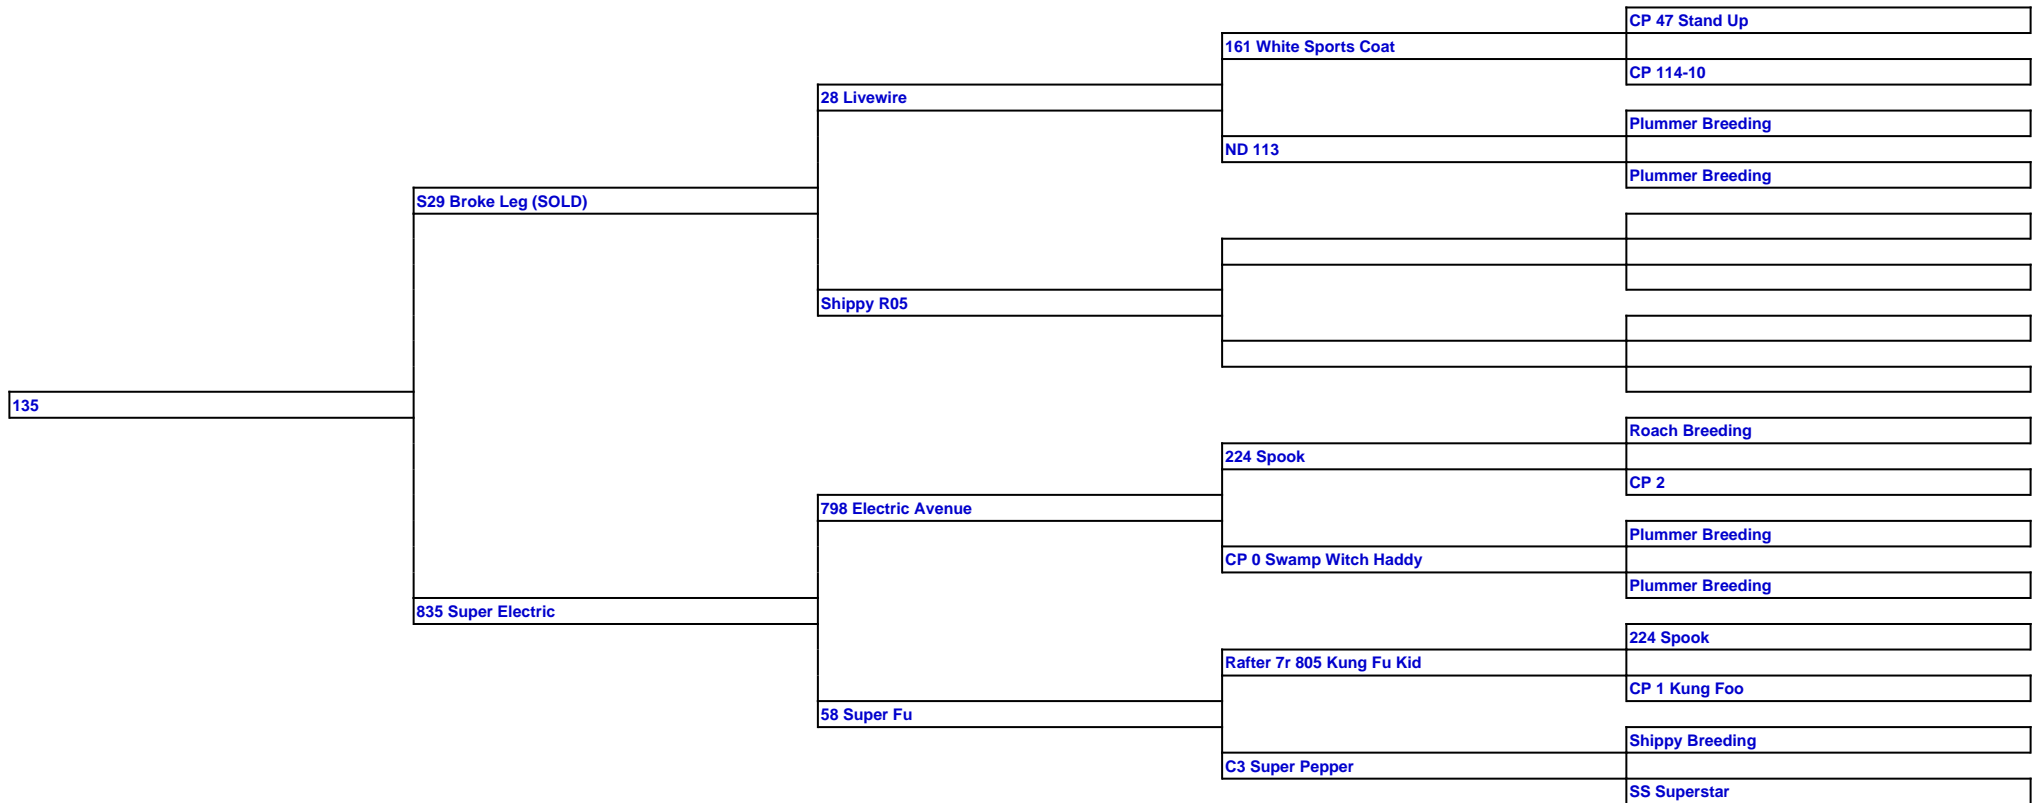 CP 47 Stand Up
161 White Sports Coat
CP 114-10
28 Livewire
Plummer Breeding
ND 113
Plummer Breeding
S29 Broke Leg (SOLD)
Shippy R05
135
Roach Breeding
224 Spook
CP 2
798 Electric Avenue
Plummer Breeding
CP 0 Swamp Witch Haddy
Plummer Breeding
835 Super Electric
224 Spook
Rafter 7r 805 Kung Fu Kid
CP 1 Kung Foo
58 Super Fu
Shippy Breeding
C3 Super Pepper
SS Superstar